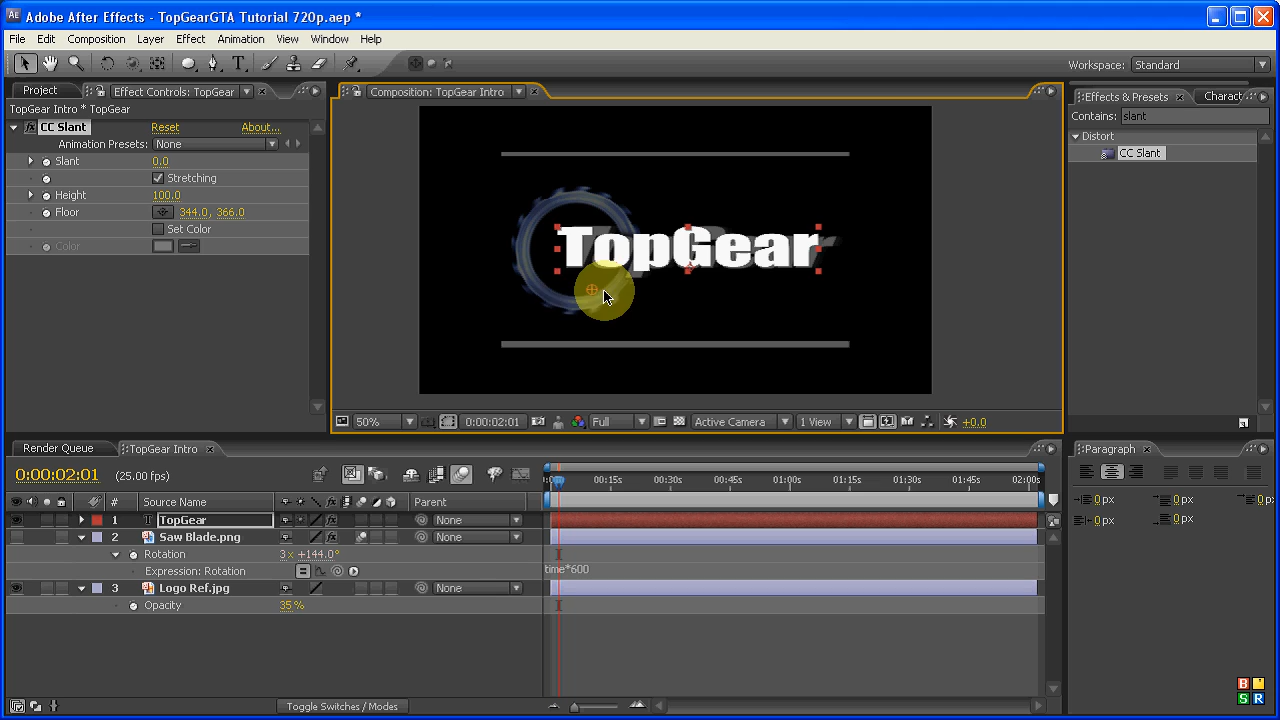 Adobe After Effects - TopGearGTA Tutorial 720p.aep *
File Edit Composition Layer Effect Animation View Window Help
Workspace: Standard
Project Effect Controls: TopGear
Composition: TopGear Intro
Effects & Presets Charact
TopGear Intro * TopGear
Contains: slant
CC Slant Reset About...
Distort
Animation Presets: None
CC Slant
Slant 0.0
Stretching
Height 100.0
Floor 344.0, 366.0
Set Color
Color
TopGear
50% 0:00:02:01 Full Active Camera 1 View +0.0
Render Queue TopGear Intro
Paragraph
0:00:02:01 (25.00 fps)
00:15s 00:30s 00:45s 01:00s 01:15s 01:30s 01:45s 02:00s
# Source Name Parent
0 px 0 px 0 px
1 T TopGear None
0 px 0 px
2 Saw Blade.png None
Rotation 3 x +144.0°
Expression: Rotation time*600
3 Logo Ref.jpg None
Opacity 35 %
Toggle Switches / Modes
B S R